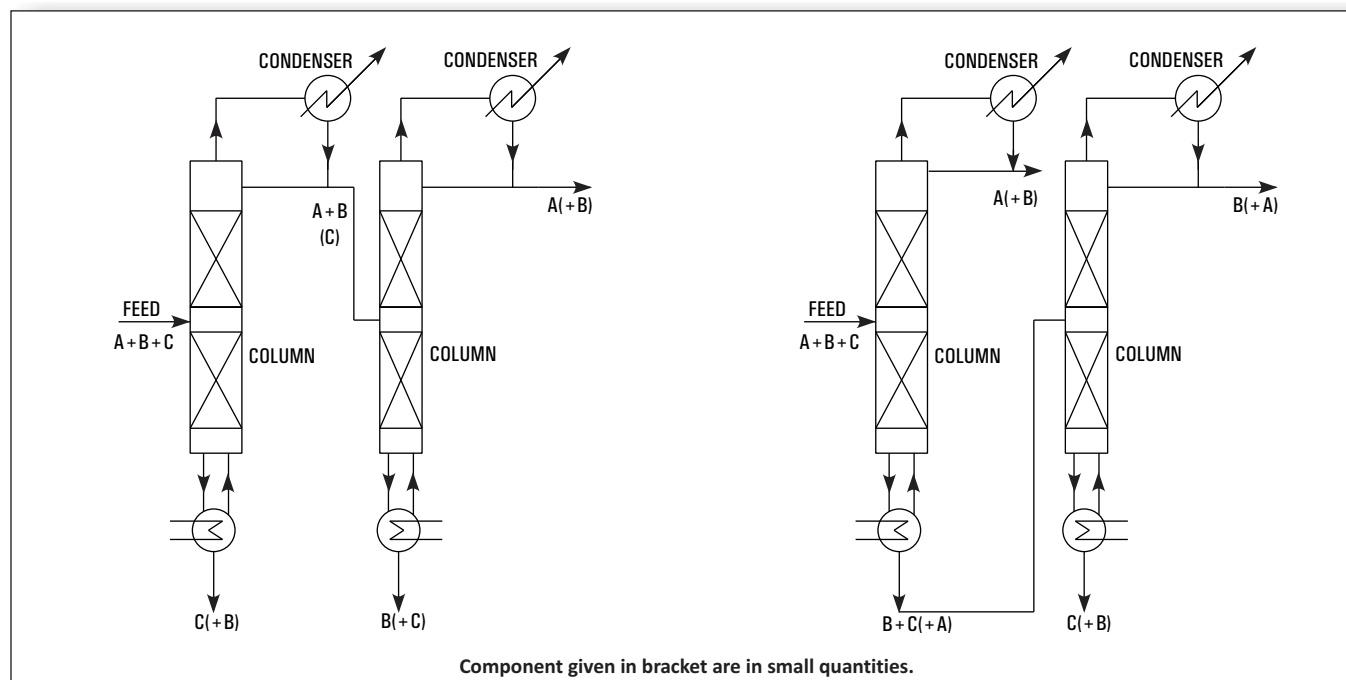 CONDENSER
CONDENSER
A+B
(C)
A(+B)
FEED
A+B+C
COLUMN
COLUMN
C(+B)
B(+C)
CONDENSER
CONDENSER
A(+B)
B(+A)
FEED
A+B+C
COLUMN
COLUMN
B+C(+A)
C(+B)
Component given in bracket are in small quantities.